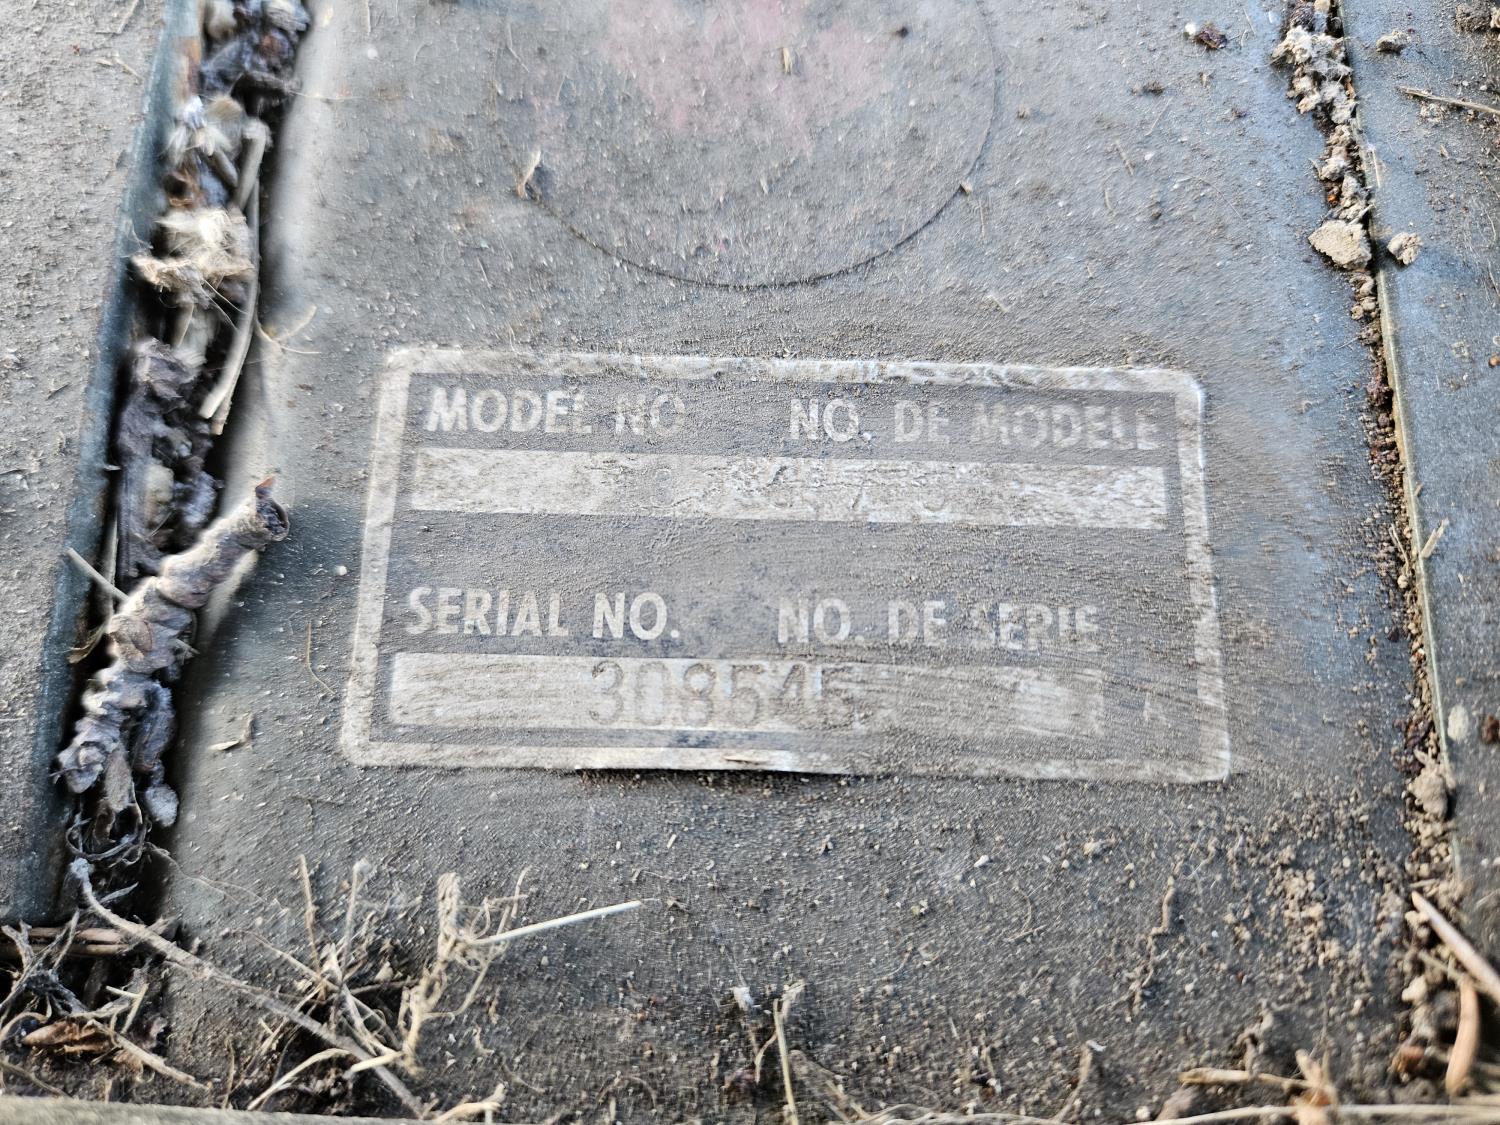 MODEL NO. NO. DE MODELE
SERIAL NO. NO. DE SERIE
308545